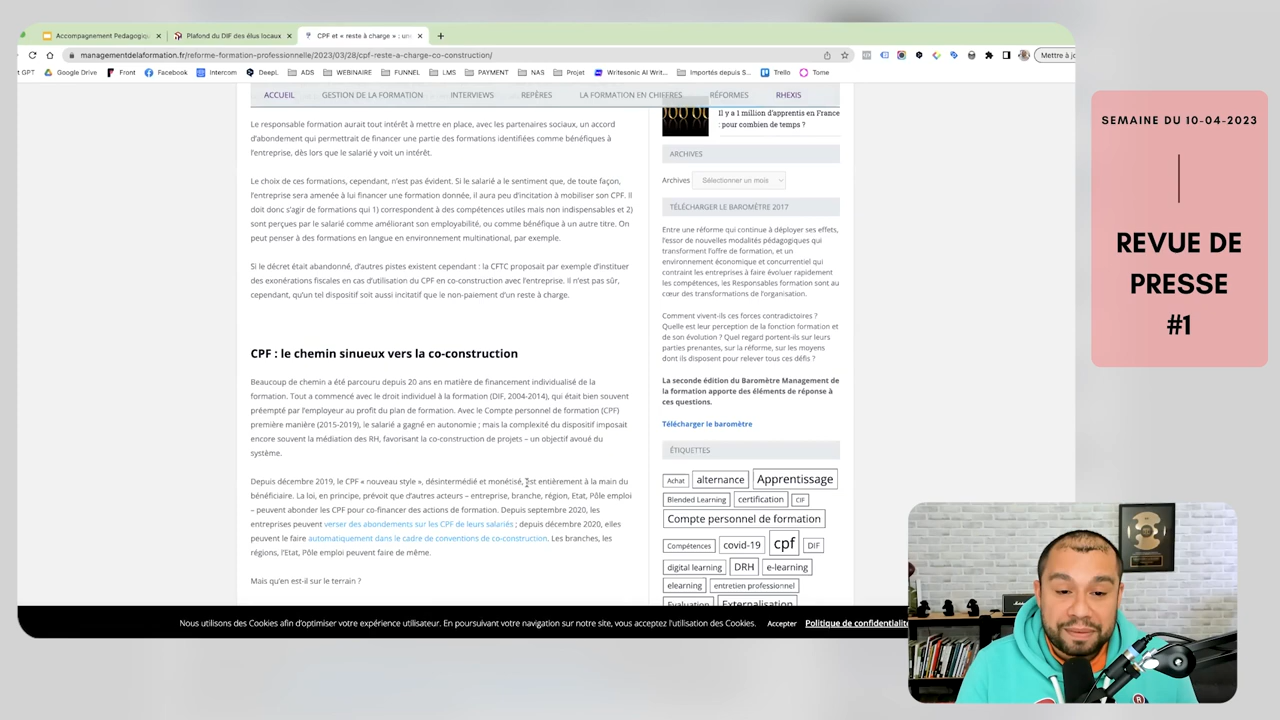 Accompagnement Pedagogiqu
Plafond du DIF des élus locaux
CPF et « reste à charge » : un
managementdelaformation.fr/reforme-formation-professionnelle/2023/03/28/cpf-reste-a-charge-co-construction/
Mettre à jo
GPT
Google Drive
Front
Facebook
Intercom
DeepL
ADS
WEBINAIRE
FUNNEL
LMS
PAYMENT
NAS
Projet
Writesonic AI Writ...
Importés depuis S...
Trello
Tome
ACCUEIL
GESTION DE LA FORMATION
INTERVIEWS
REPÈRES
LA FORMATION EN CHIFFRES
RÉFORMES
RHEXIS
Le responsable formation aurait tout intérêt à mettre en place, avec les partenaires sociaux, un accord
d'abondement qui permettrait de financer une partie des formations identifiées comme bénéfiques à
l'entreprise, dès lors que le salarié y voit un intérêt.
Le choix de ces formations, cependant, n'est pas évident. Si le salarié a le sentiment que, de toute façon,
l'entreprise sera amenée à lui financer une formation donnée, il aura peu d'incitation à mobiliser son CPF. Il
doit donc s'agir de formations qui 1) correspondent à des compétences utiles mais non indispensables et 2)
sont perçues par le salarié comme améliorant son employabilité, ou comme bénéfique à un autre titre. On
peut penser à des formations en langue en environnement multinational, par exemple.
Si le décret était abandonné, d'autres pistes existent cependant : la CFTC proposait par exemple d'instituer
des exonérations fiscales en cas d'utilisation du CPF en co-construction avec l'entreprise. Il n'est pas sûr,
cependant, qu'un tel dispositif soit aussi incitatif que le non-paiement d'un reste à charge.
CPF : le chemin sinueux vers la co-construction
Beaucoup de chemin a été parcouru depuis 20 ans en matière de financement individualisé de la
formation. Tout a commencé avec le droit individuel à la formation (DIF, 2004-2014), qui était bien souvent
préempté par l'employeur au profit du plan de formation. Avec le Compte personnel de formation (CPF)
première manière (2015-2019), le salarié a gagné en autonomie ; mais la complexité du dispositif imposait
encore souvent la médiation des RH, favorisant la co-construction de projets – un objectif avoué du
système.
Depuis décembre 2019, le CPF « nouveau style », désintermédié et monétisé, est entièrement à la main du
bénéficiaire. La loi, en principe, prévoit que d'autres acteurs – entreprise, branche, région, Etat, Pôle emploi
– peuvent abonder les CPF pour co-financer des actions de formation. Depuis septembre 2020, les
entreprises peuvent verser des abondements sur les CPF de leurs salariés ; depuis décembre 2020, elles
peuvent le faire automatiquement dans le cadre de conventions de co-construction. Les branches, les
régions, l'Etat, Pôle emploi peuvent faire de même.
Mais qu'en est-il sur le terrain ?
Il y a 1 million d'apprentis en France
: pour combien de temps ?
ARCHIVES
Archives
Sélectionner un mois
TÉLÉCHARGER LE BAROMÈTRE 2017
Entre une réforme qui continue à déployer ses effets,
l'essor de nouvelles modalités pédagogiques qui
transforment l'offre de formation, et un
environnement économique et concurrentiel qui
contraint les entreprises à faire évoluer rapidement
les compétences, les Responsables formation sont au
cœur des transformations de l'organisation.
Comment vivent-ils ces forces contradictoires ?
Quelle est leur perception de la fonction formation et
de son évolution ? Quel regard portent-ils sur leurs
parties prenantes, sur la réforme, sur les moyens
dont ils disposent pour relever tous ces défis ?
La seconde édition du Baromètre Management de
la formation apporte des éléments de réponse à
ces questions.
Télécharger le baromètre
ÉTIQUETTES
Achat
alternance
Apprentissage
Blended Learning
certification
CIF
Compte personnel de formation
Compétences
covid-19
cpf
DIF
digital learning
DRH
e-learning
elearning
entretien professionnel
Evaluation
Externalisation
Nous utilisons des Cookies afin d'optimiser votre expérience utilisateur. En poursuivant votre navigation sur notre site, vous acceptez l'utilisation des Cookies.
Accepter
Politique de confidentialité
SEMAINE DU 10-04-2023
REVUE DE
PRESSE
#1